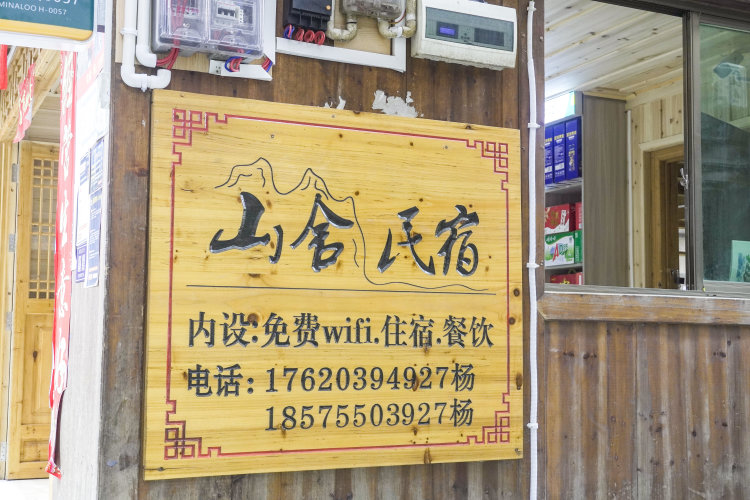 MINALOO H-0057
山舍民宿
内设:免费wifi.住宿.餐饮
电话:17620394927杨
18575503927杨